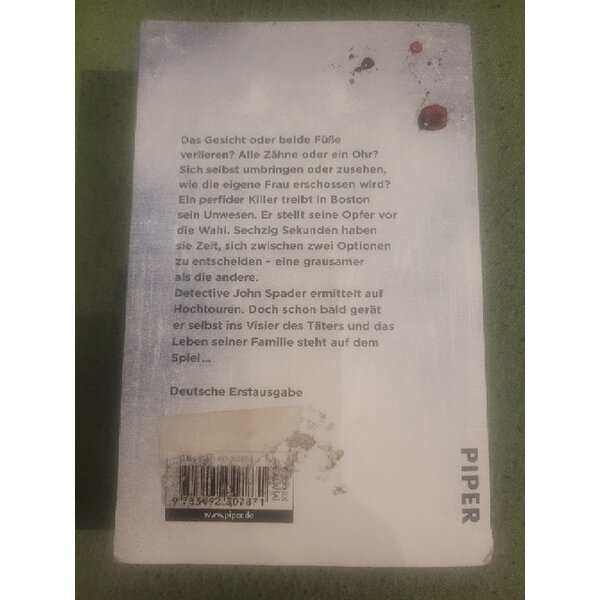 Das Gesicht oder beide Füße
verlieren? Alle Zähne oder ein Ohr?
Sich selbst umbringen oder zusehen,
wie die eigene Frau erschossen wird?
Ein perfider Killer treibt in Boston
sein Unwesen. Er stellt seine Opfer vor
die Wahl. Sechzig Sekunden haben
sie Zeit, sich zwischen zwei Optionen
zu entscheiden – eine grausamer
als die andere.
Detective John Spader ermittelt auf
Hochtouren. Doch schon bald gerät
er selbst ins Visier des Täters und das
Leben seiner Familie steht auf dem
Spiel ...
Deutsche Erstausgabe
9 783492 307871
www.piper.de
PIPER